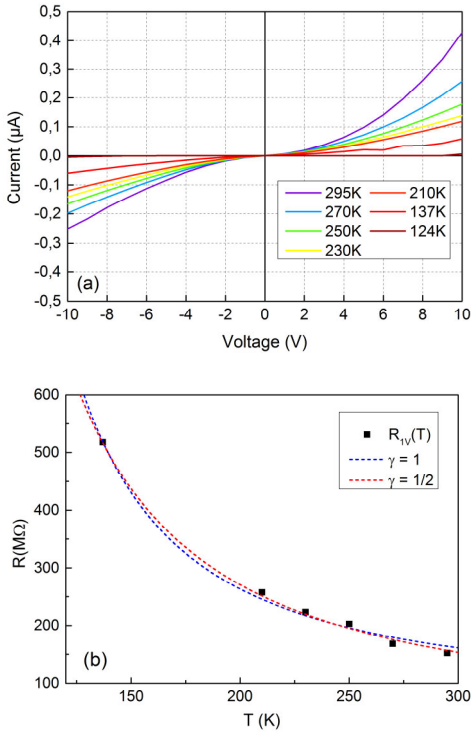 0,5
0,4
0,3
0,2
0,1
0,0
-0,1
-0,2
-0,3
-0,4
-0,5
Current (µA)
295K 210K
270K 137K
250K 124K
230K
(a)
-10 -8 -6 -4 -2 0 2 4 6 8 10
Voltage (V)
600
500
400
300
200
100
R(MΩ)
R1V(T)
γ = 1
γ = 1/2
(b)
150 200 250 300
T (K)